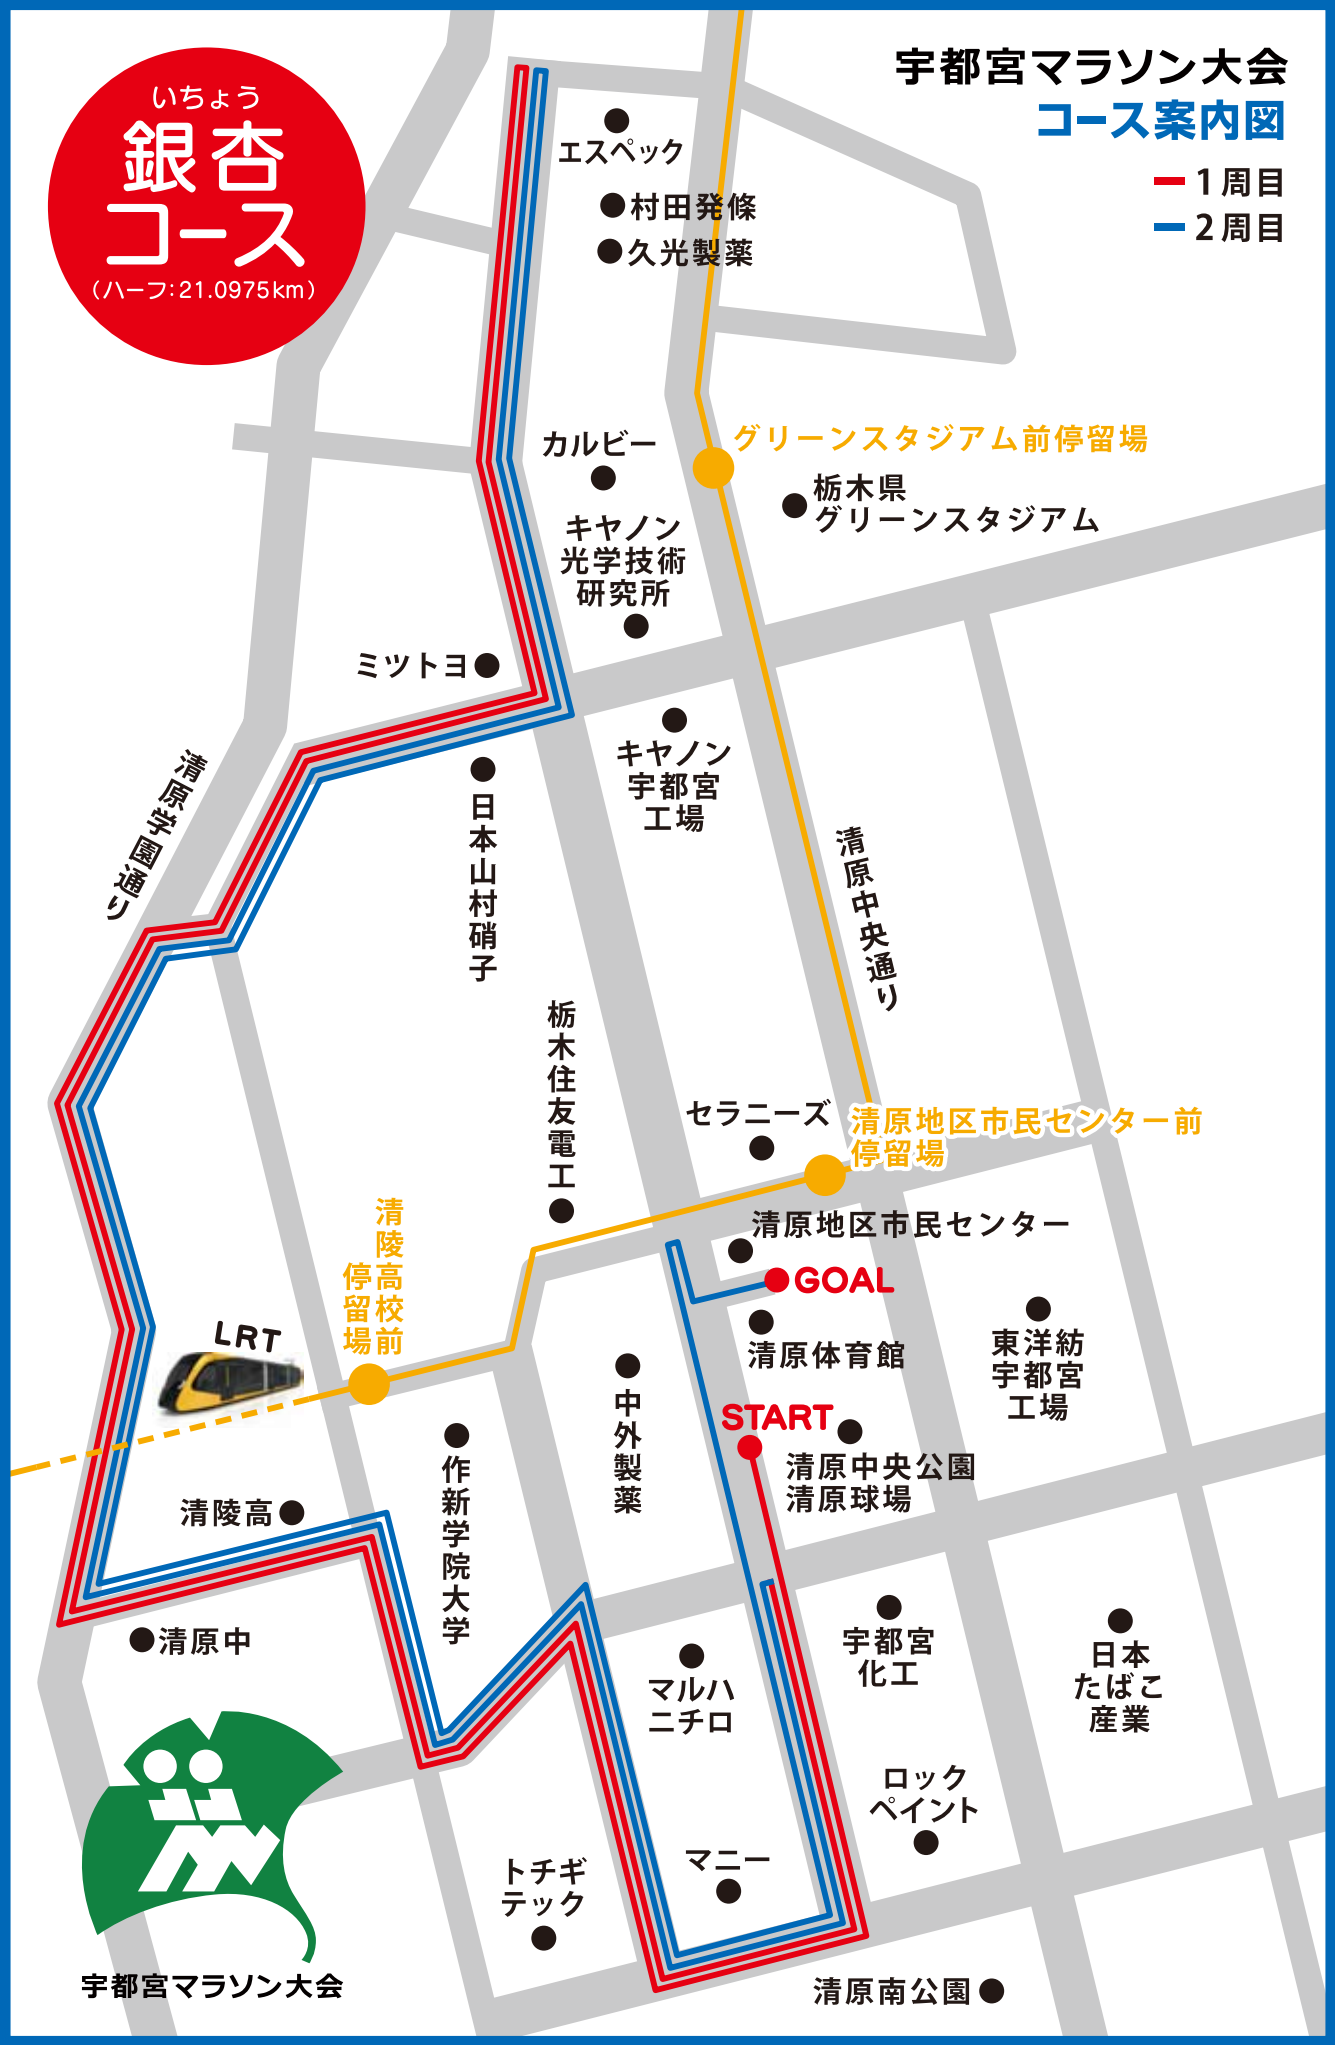 いちょう
銀杏
コース
(ハーフ:21.0975km)
宇都宮マラソン大会
コース案内図
1周目
2周目
エスペック
村田発條
久光製薬
グリーンスタジアム前停留場
カルビー
栃木県
グリーンスタジアム
キヤノン
光学技術
研究所
ミツトヨ
キヤノン
宇都宮
工場
清原学園通り
日本山村硝子
清原中央通り
栃木住友電工
セラニーズ
清原地区市民センター前
停留場
清原地区市民センター
清陵高校前
停留場
GOAL
LRT
清原体育館
東洋紡
宇都宮
工場
中外製薬
START
清原中央公園
清原球場
作新学院大学
清陵高
清原中
宇都宮
化工
日本
たばこ
産業
マルハ
ニチロ
ロック
ペイント
マニー
トチギ
テック
宇都宮マラソン大会
清原南公園